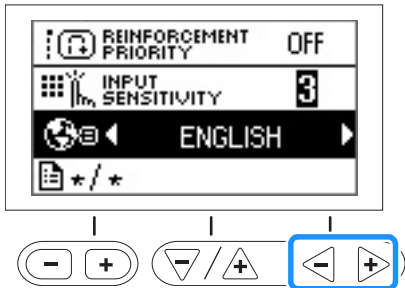 REINFORCEMENT
PRIORITY OFF
INPUT
SENSITIVITY 3
ENGLISH
*/*
- + - / + - +